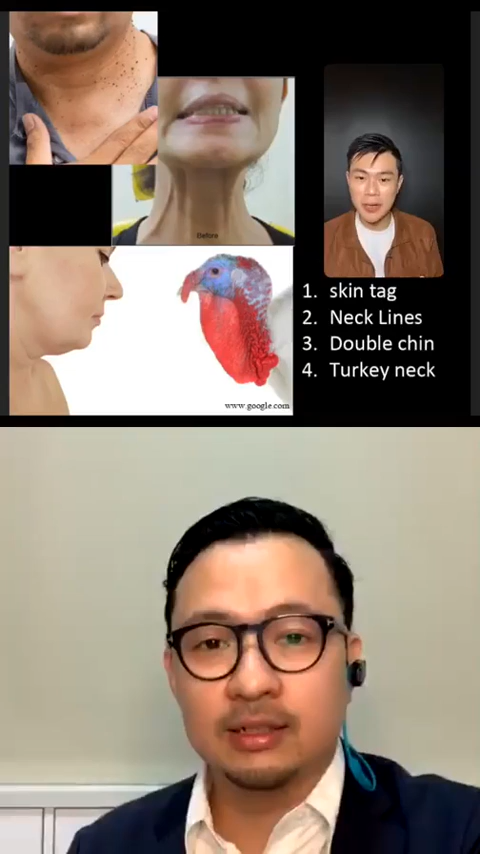 Before
1. skin tag
2. Neck Lines
3. Double chin
4. Turkey neck
www.google.com